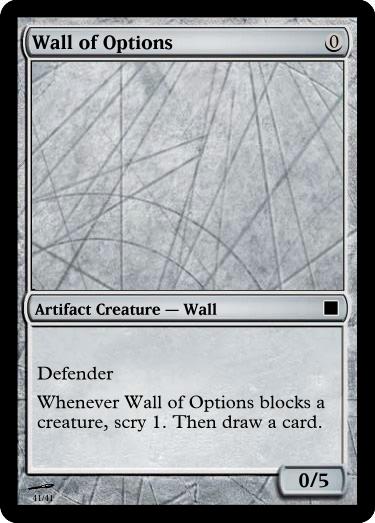 Wall of Options 0
Artifact Creature — Wall
Defender
Whenever Wall of Options blocks a
creature, scry 1. Then draw a card.
0/5
41/41